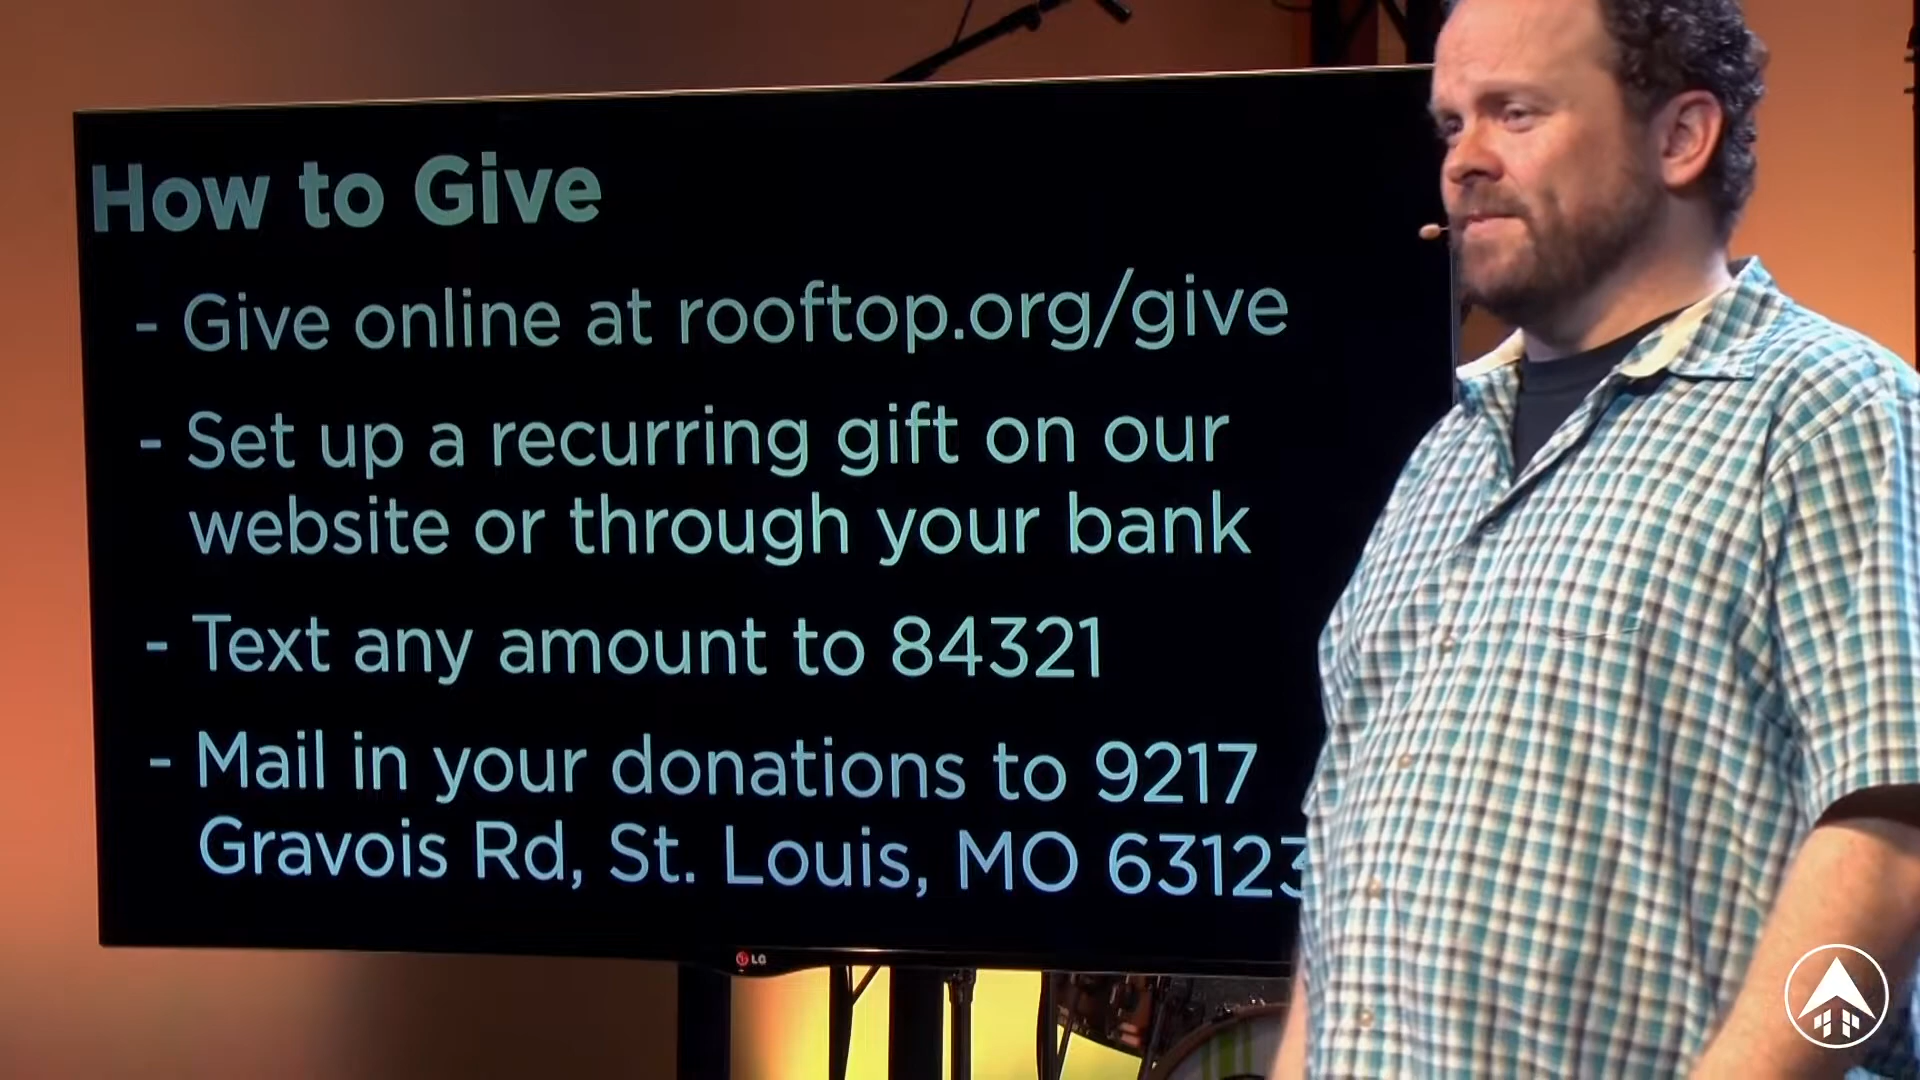 How to Give
- Give online at rooftop.org/give
- Set up a recurring gift on our
website or through your bank
- Text any amount to 84321
- Mail in your donations to 9217
Gravois Rd, St. Louis, MO 63123
LG